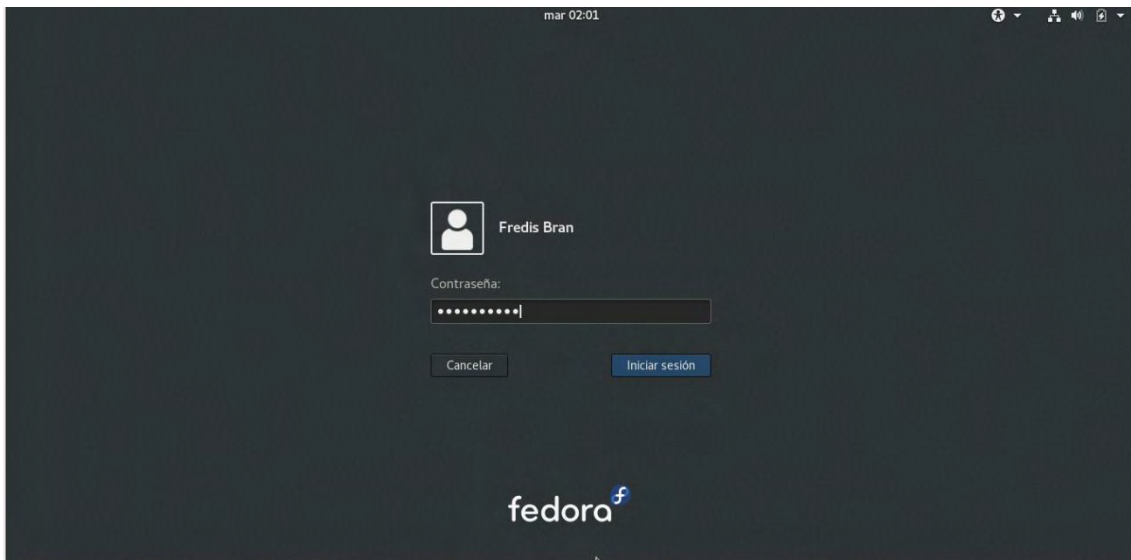 mar 02:01
Fredis Bran
Contraseña:
Cancelar Iniciar sesión
fedora